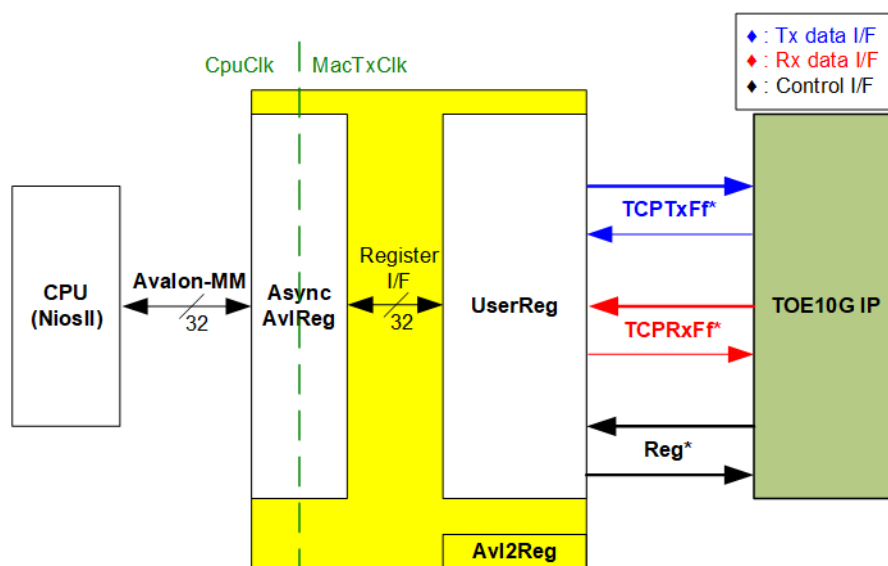 ♦ : Tx data I/F
♦ : Rx data I/F
♦ : Control I/F
CpuClk
MacTxClk
CPU
(NiosII)
Avalon-MM
32
Async
AvlReg
Register
I/F
32
UserReg
TCPTxFf*
TCPRxFf*
Reg*
TOE10G IP
Avl2Reg